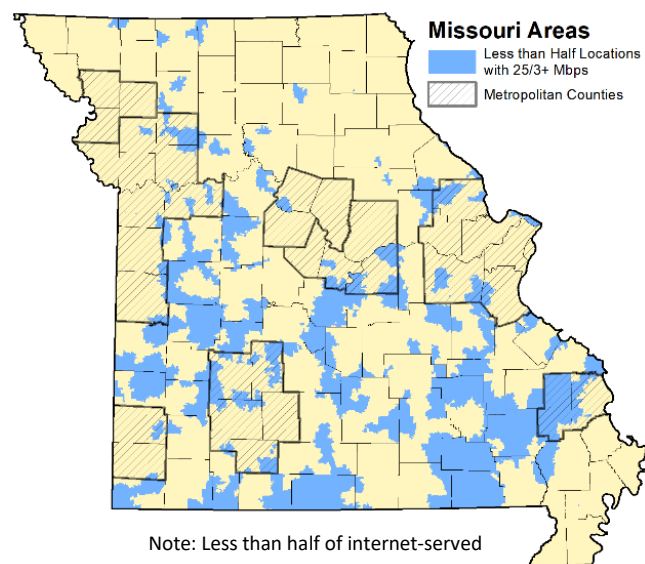 Missouri Areas
Less than Half Locations
with 25/3+ Mbps
Metropolitan Counties
Note: Less than half of internet-served